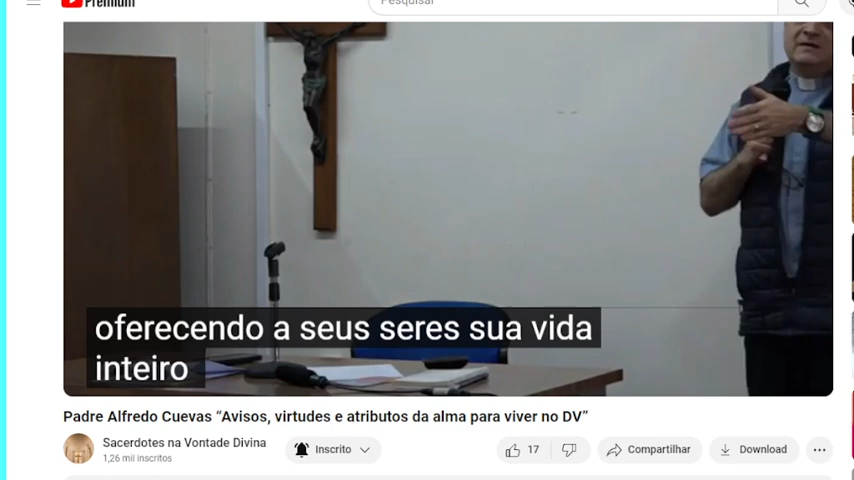 Premium
Pesquisar
oferecendo a seus seres sua vida
inteiro
Padre Alfredo Cuevas “Avisos, virtudes e atributos da alma para viver no DV”
Sacerdotes na Vontade Divina
1,26 mil inscritos
Inscrito
17
Compartilhar
Download